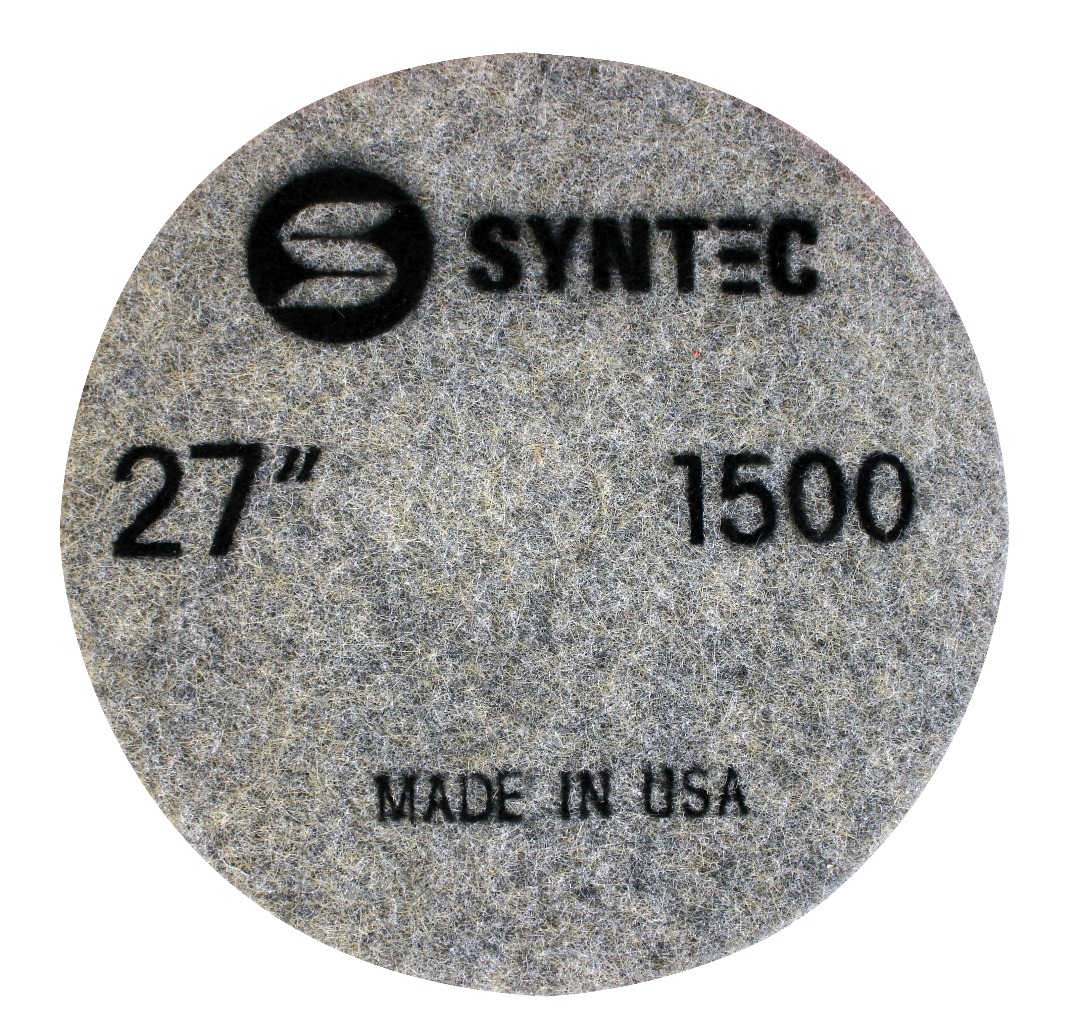 SYNTEC
27” 1500
MADE IN USA